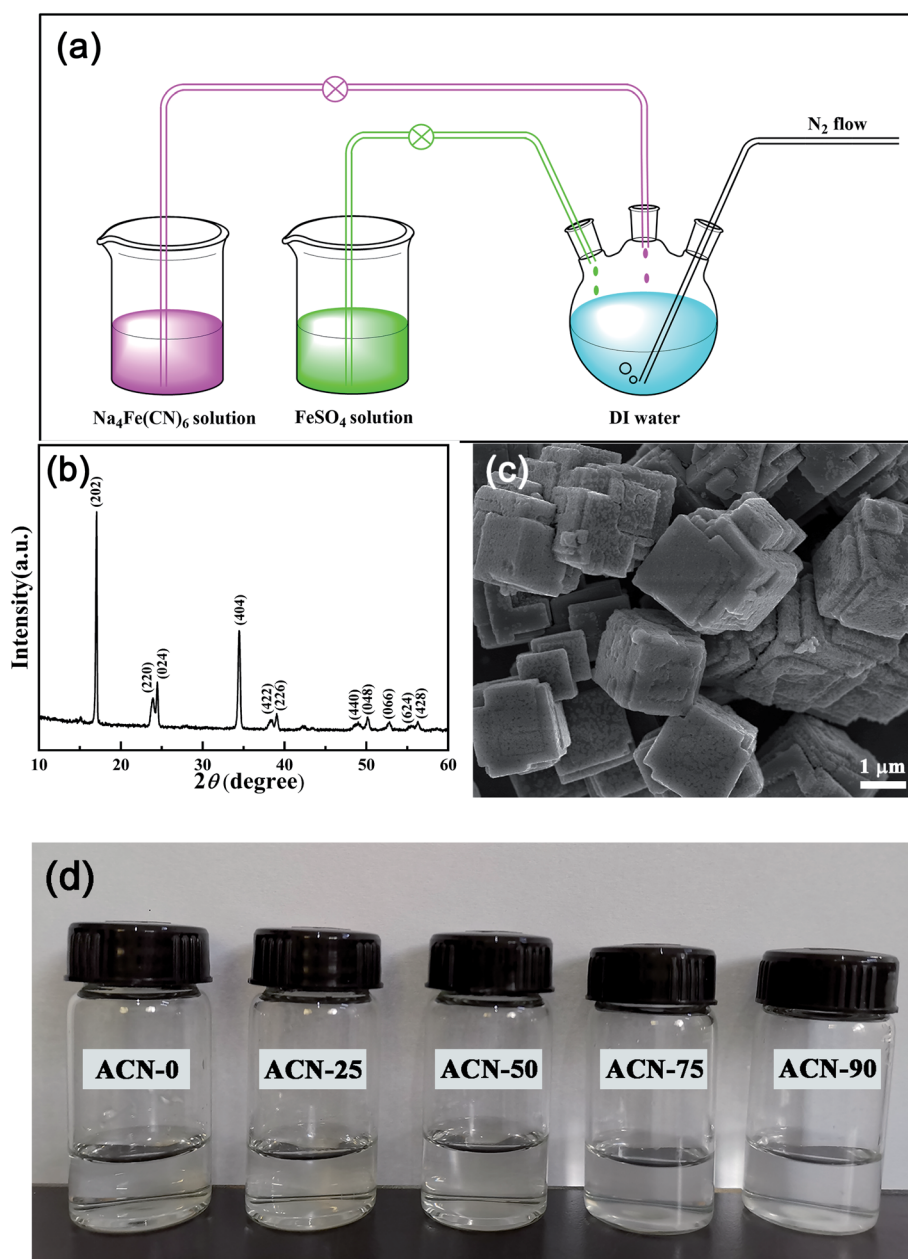 (a)
N₂ flow
Na₄Fe(CN)₆ solution
FeSO₄ solution
DI water
(b)
Intensity(a.u.)
(202)
(220)
(024)
(404)
(422)
(226)
(440)
(048)
(066)
(624)
(428)
10 20 30 40 50 60
2θ (degree)
(c)
1 μm
(d)
ACN-0 ACN-25 ACN-50 ACN-75 ACN-90